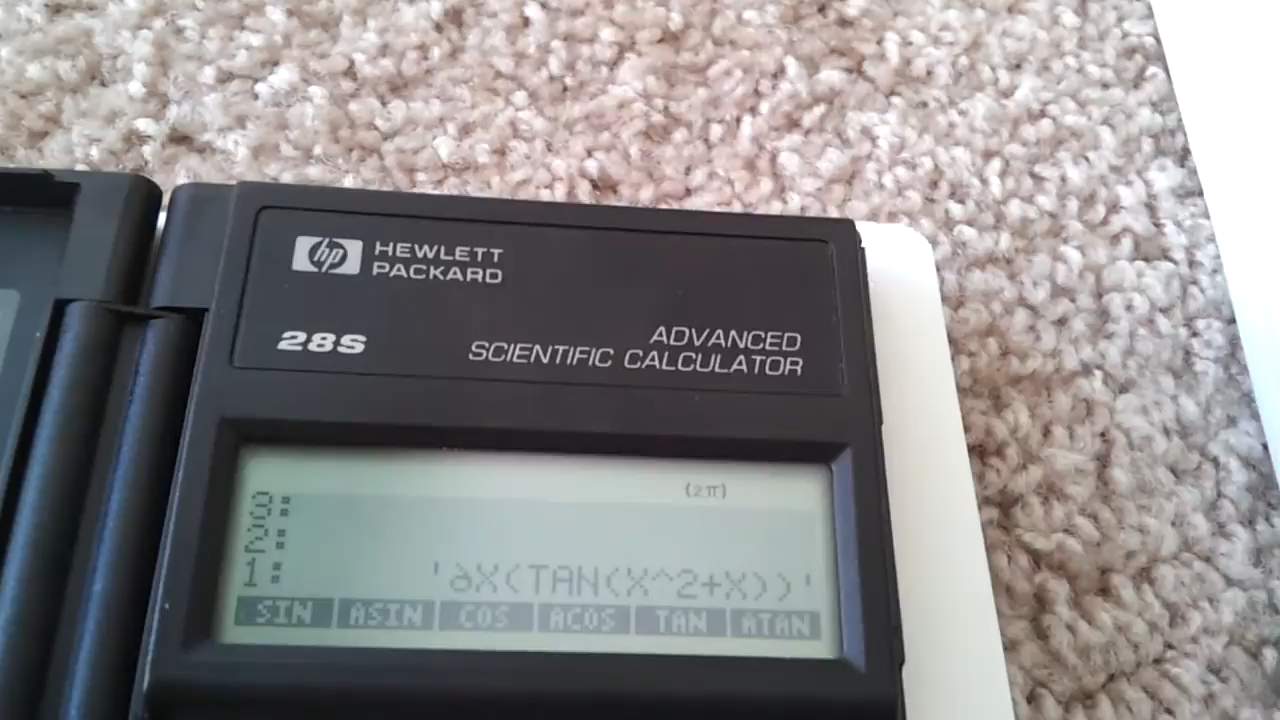 hp HEWLETT
PACKARD
28S
ADVANCED
SCIENTIFIC CALCULATOR
(2π)
3:
2:
1: '∂X(TAN(X^2+X))'
SIN ASIN COS ACOS TAN ATAN